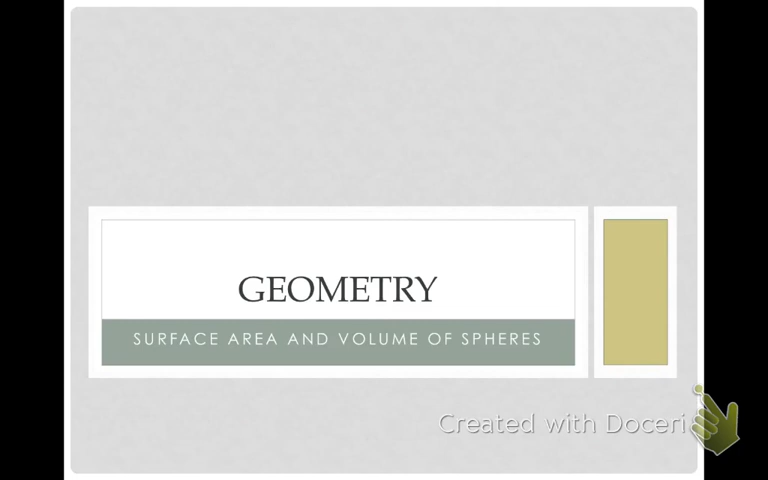 GEOMETRY
SURFACE AREA AND VOLUME OF SPHERES
Created with Doceri